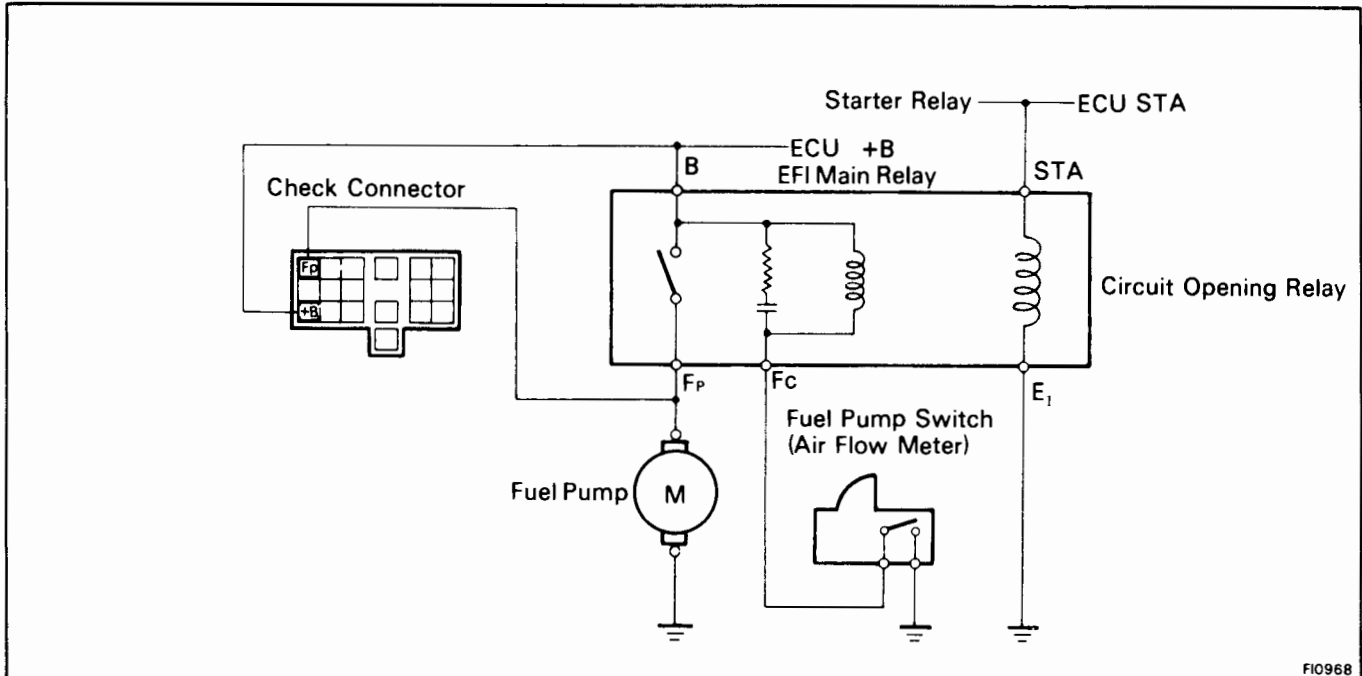 Starter Relay
ECU STA
B
ECU +B
EFI Main Relay
STA
Check Connector
Fp
+B
Circuit Opening Relay
FP
Fc
E1
Fuel Pump Switch
(Air Flow Meter)
Fuel Pump
M
FI0968